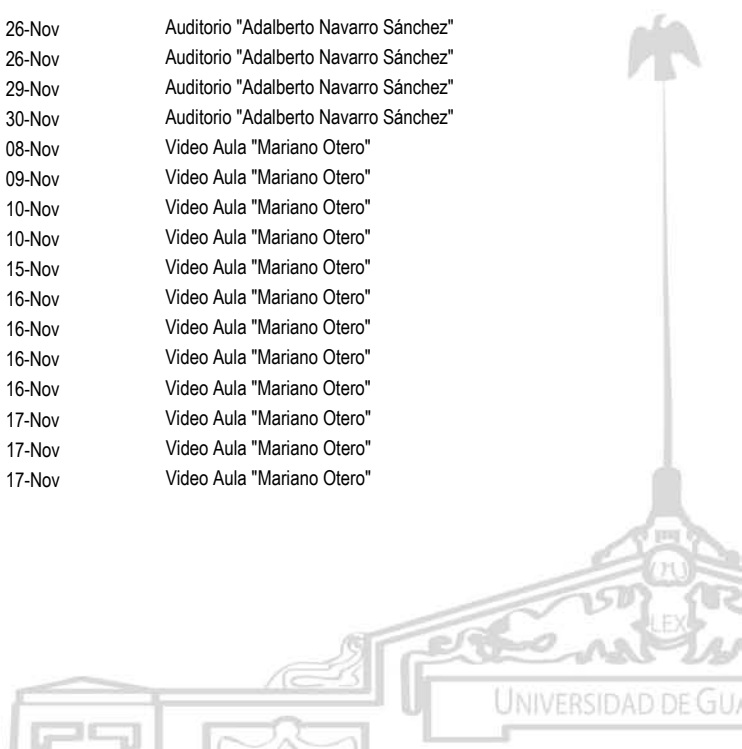 26-Nov Auditorio "Adalberto Navarro Sánchez"
26-Nov Auditorio "Adalberto Navarro Sánchez"
29-Nov Auditorio "Adalberto Navarro Sánchez"
30-Nov Auditorio "Adalberto Navarro Sánchez"
08-Nov Video Aula "Mariano Otero"
09-Nov Video Aula "Mariano Otero"
10-Nov Video Aula "Mariano Otero"
10-Nov Video Aula "Mariano Otero"
15-Nov Video Aula "Mariano Otero"
16-Nov Video Aula "Mariano Otero"
16-Nov Video Aula "Mariano Otero"
16-Nov Video Aula "Mariano Otero"
16-Nov Video Aula "Mariano Otero"
17-Nov Video Aula "Mariano Otero"
17-Nov Video Aula "Mariano Otero"
17-Nov Video Aula "Mariano Otero"
LEX
UNIVERSIDAD DE GUA